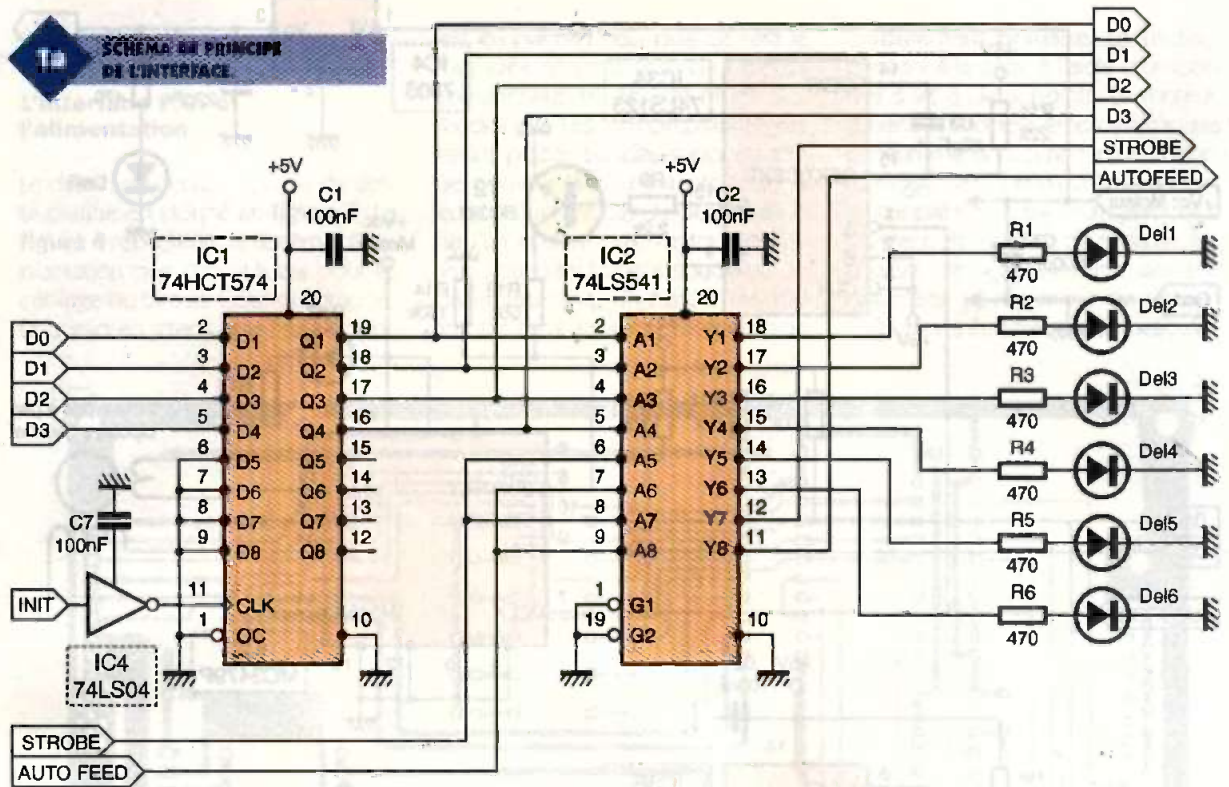 SCHEMA DE PRINCIPE
DE L'INTERFACE.
D0
D1
D2
D3
STROBE
AUTOFEED
+5V
C1
100nF
IC1
74HCT574
20
+5V
C2
100nF
IC2
74LS541
20
R1
470
Del1
R2
470
Del2
R3
470
Del3
R4
470
Del4
R5
470
Del5
R6
470
Del6
D0
D1
D2
D3
2 D1 Q1 19
3 D2 Q2 18
4 D3 Q3 17
5 D4 Q4 16
6 D5 Q5 15
7 D6 Q6 14
8 D7 Q7 13
9 D8 Q8 12
11 CLK
1 OC 10
2 A1 Y1 18
3 A2 Y2 17
4 A3 Y3 16
5 A4 Y4 15
6 A5 Y5 14
7 A6 Y6 13
8 A7 Y7 12
9 A8 Y8 11
1 G1
19 G2 10
C7
100nF
INIT
IC4
74LS04
STROBE
AUTO FEED
l'alimentation